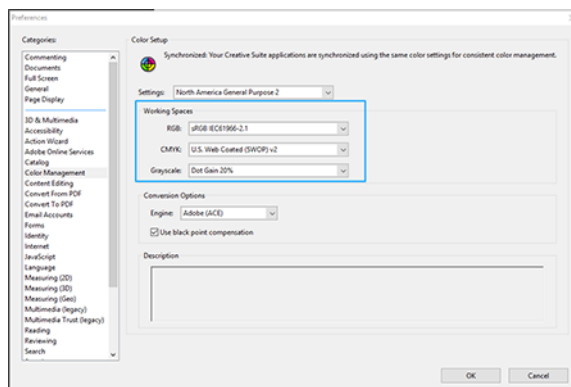 Preferences
Categories:
Commenting
Documents
Full Screen
General
Page Display
3D & Multimedia
Accessibility
Action Wizard
Adobe Online Services
Catalog
Color Management
Content Editing
Convert From PDF
Convert To PDF
Email Accounts
Forms
Identity
Internet
JavaScript
Language
Measuring (2D)
Measuring (3D)
Measuring (Geo)
Multimedia (legacy)
Multimedia Trust (legacy)
Reading
Reviewing
Search
Color Setup
Synchronized: Your Creative Suite applications are synchronized using the same color settings for consistent color management.
Settings: North America General Purpose 2
Working Spaces
RGB: sRGB IEC61966-2.1
CMYK: U.S. Web Coated (SWOP) v2
Grayscale: Dot Gain 20%
Conversion Options
Engine: Adobe (ACE)
Use black point compensation
Description
OK Cancel